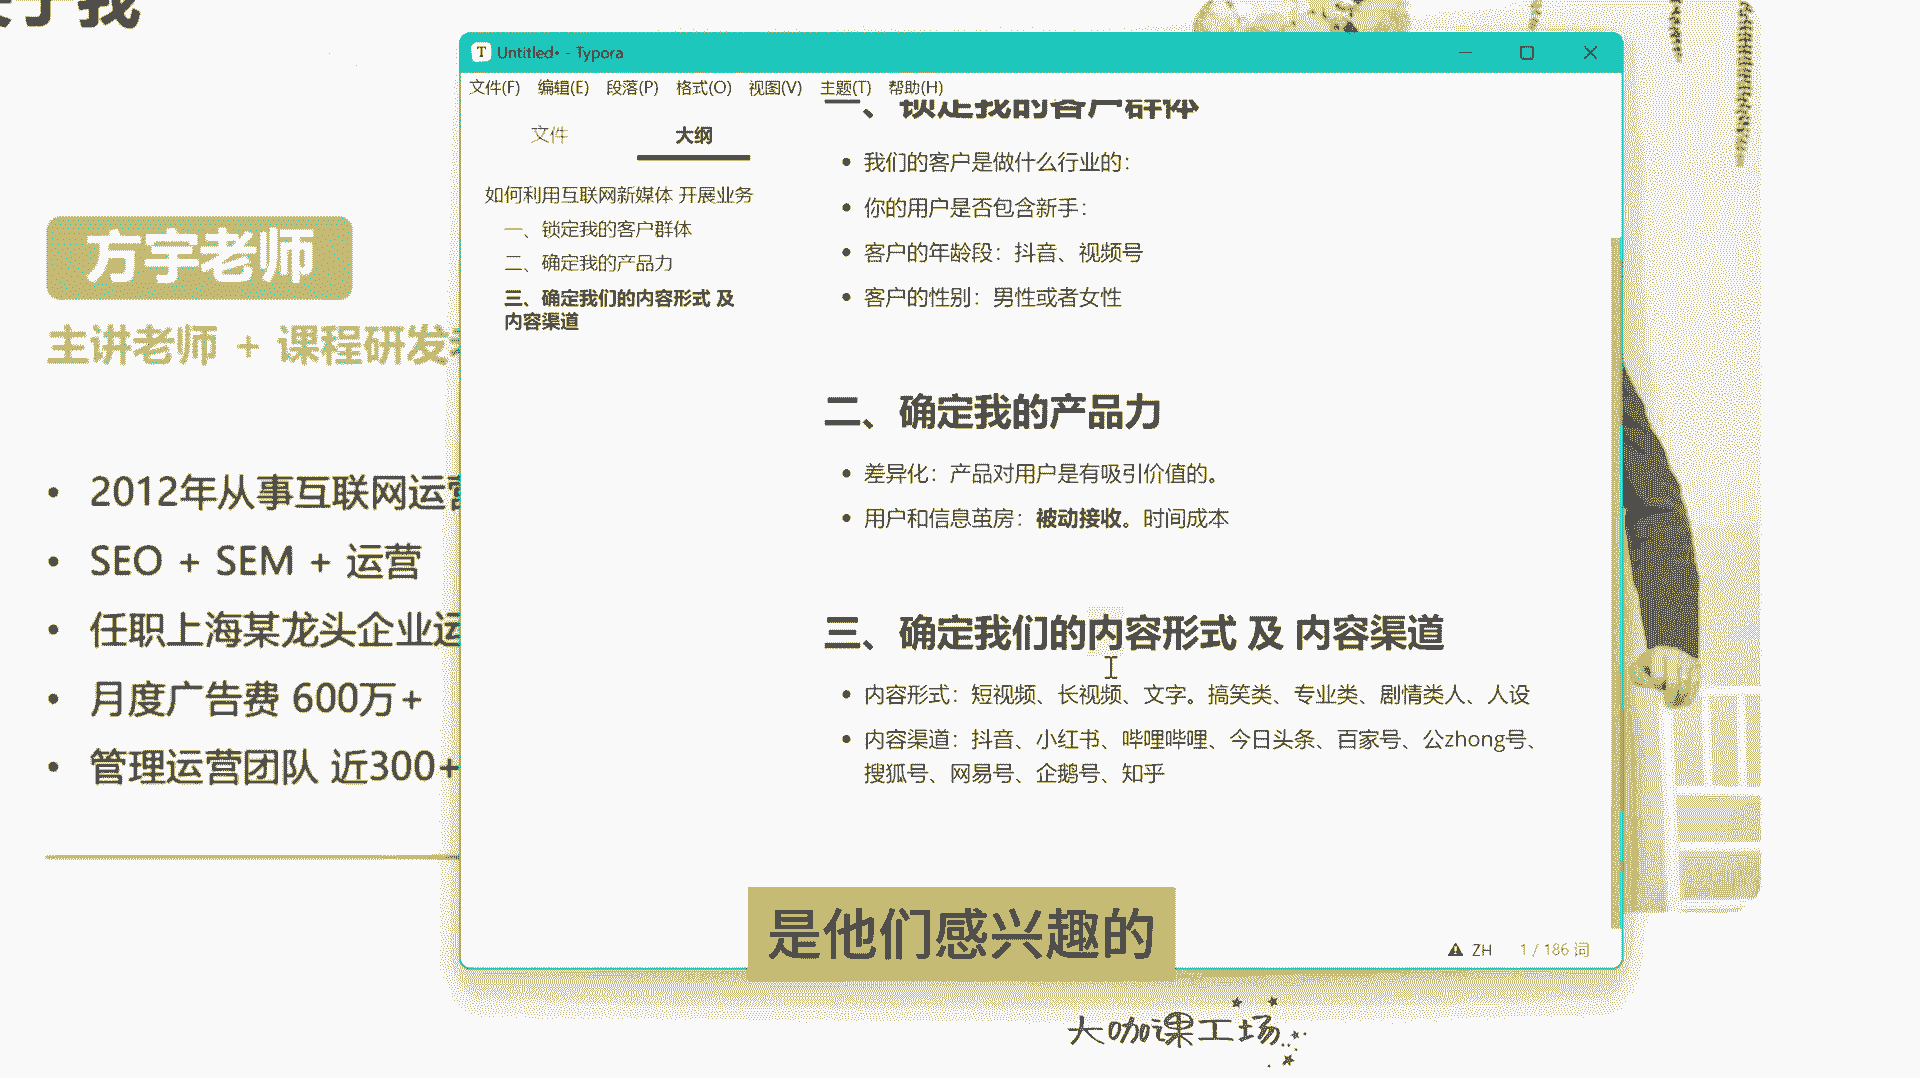 关于我
方宇老师
主讲老师 + 课程研发
2012年从事互联网运营
SEO + SEM + 运营
任职上海某龙头企业运
月度广告费 600万+
管理运营团队 近300+
T Untitled• - Typora
文件(F) 编辑(E) 段落(P) 格式(O) 视图(V) 主题(T) 帮助(H)
文件 大纲
如何利用互联网新媒体 开展业务
一、锁定我的客户群体
二、确定我的产品力
三、确定我们的内容形式 及
内容渠道
一、锁定我的客户群体
我们的客户是做什么行业的：
你的用户是否包含新手：
客户的年龄段：抖音、视频号
客户的性别：男性或者女性
二、确定我的产品力
差异化：产品对用户是有吸引价值的。
用户和信息茧房：被动接收。时间成本
三、确定我们的内容形式 及 内容渠道
内容形式：短视频、长视频、文字。搞笑类、专业类、剧情类人、人设
内容渠道：抖音、小红书、哔哩哔哩、今日头条、百家号、公zhong号、
搜狐号、网易号、企鹅号、知乎
ZH 1 / 186 词
是他们感兴趣的
大咖课工场